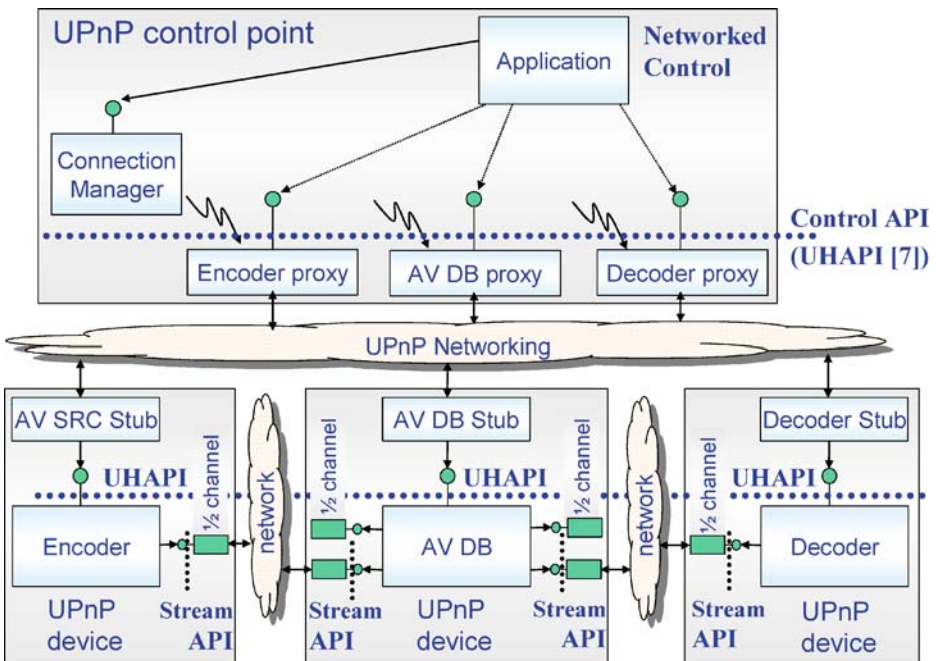 UPnP control point
Application
Networked
Control
Connection
Manager
Control API
(UHAPI [7])
Encoder proxy
AV DB proxy
Decoder proxy
UPnP Networking
AV SRC Stub
AV DB Stub
Decoder Stub
UHAPI
½ channel
network
½ channel
UHAPI
½ channel
network
½ channel
UHAPI
Encoder
AV DB
Decoder
UPnP
device
Stream
API
Stream
API
UPnP
device
Stream
API
Stream
API
UPnP
device